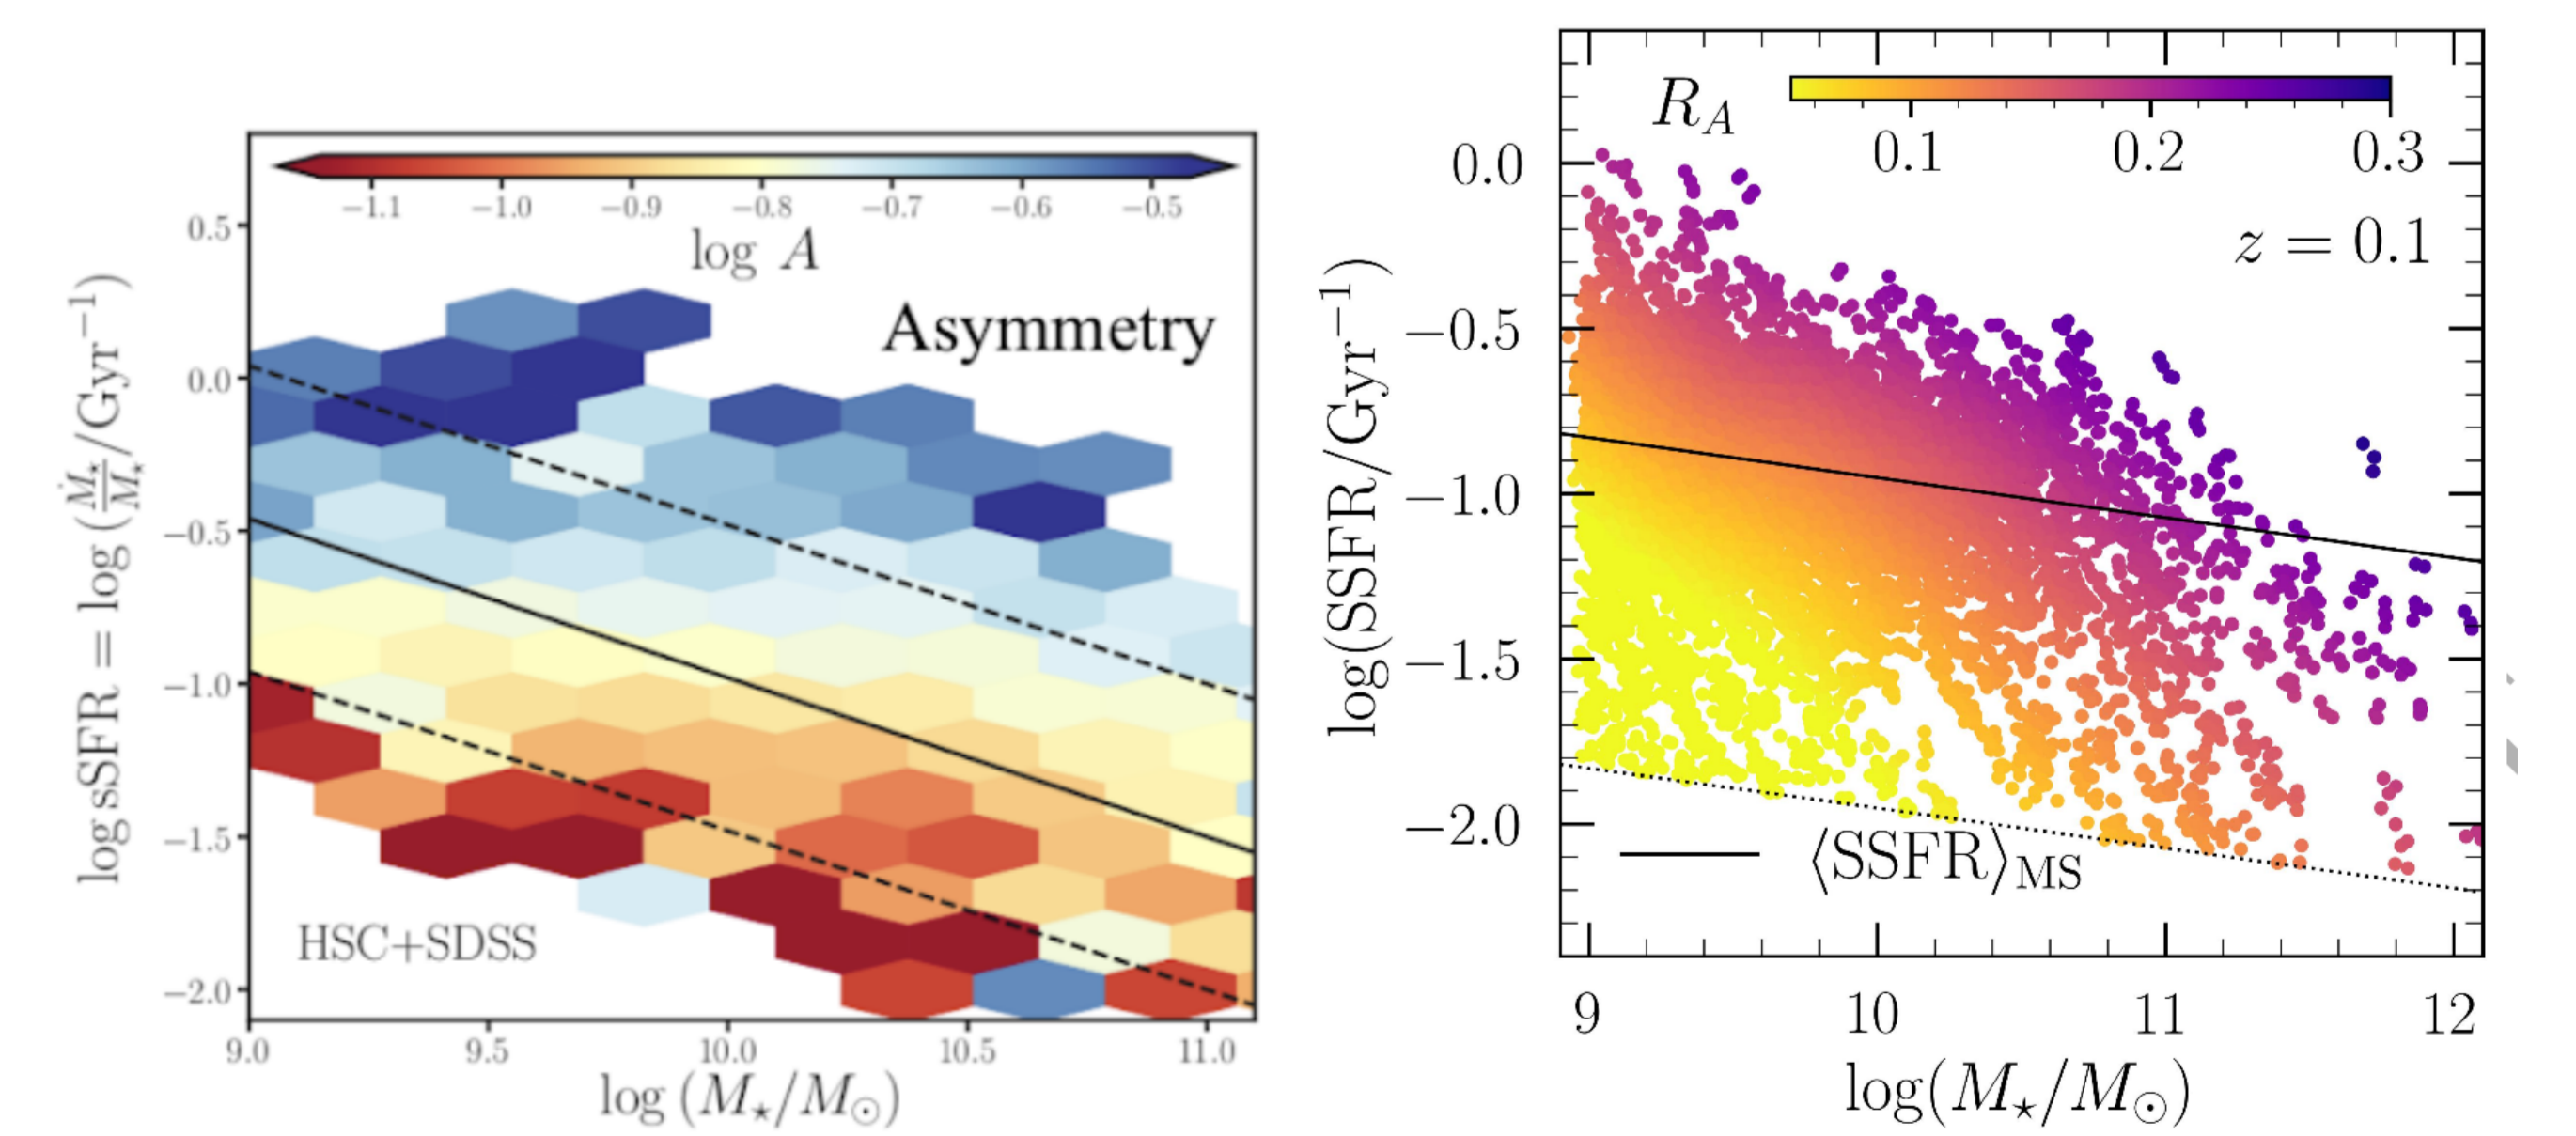 −1.1 −1.0 −0.9 −0.8 −0.7 −0.6 −0.5
log A
Asymmetry
0.5
0.0
−0.5
−1.0
−1.5
−2.0
log sSFR = log (Ṁ⋆/M⋆/Gyr⁻¹)
HSC+SDSS
9.0 9.5 10.0 10.5 11.0
log (M⋆/M⊙)
R_A
0.1 0.2 0.3
z = 0.1
0.0
−0.5
−1.0
−1.5
−2.0
log(SSFR/Gyr⁻¹)
⟨SSFR⟩MS
9 10 11 12
log(M⋆/M⊙)